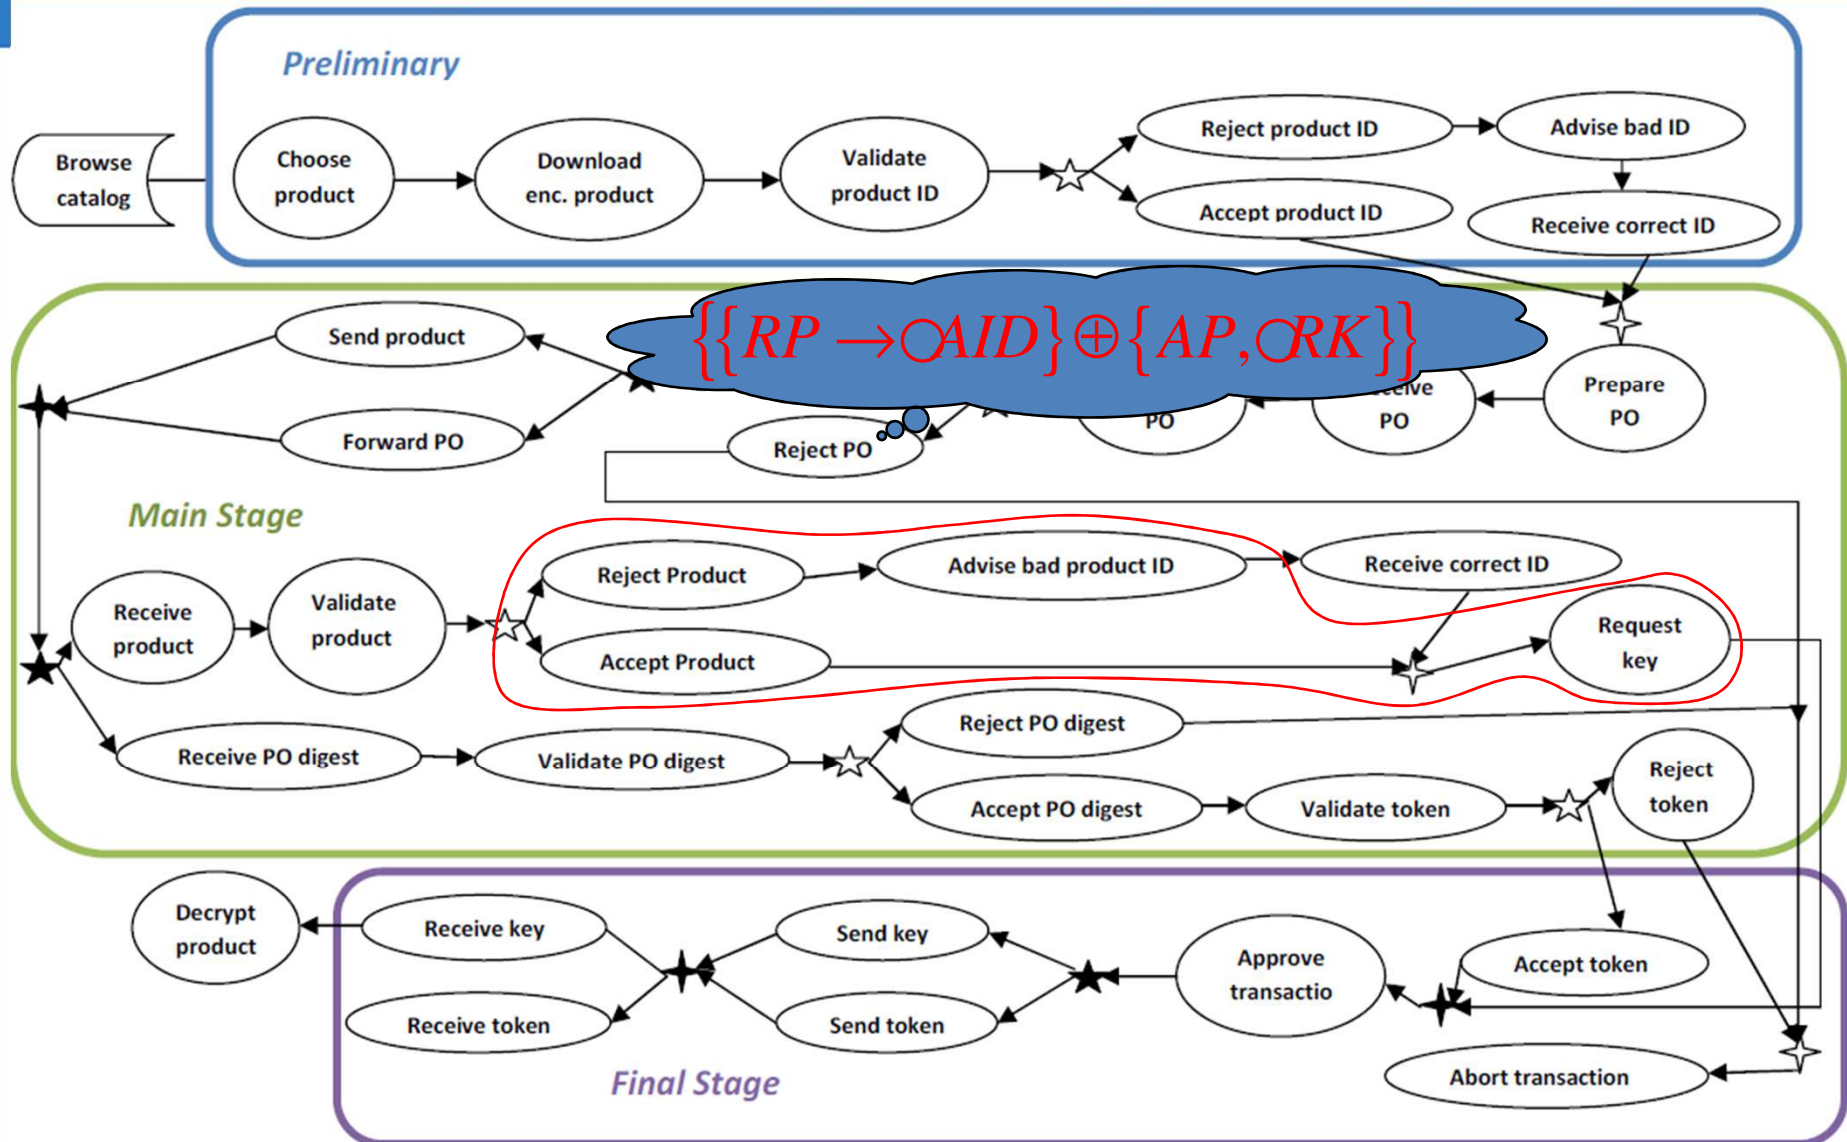 Preliminary
Browse
catalog
Choose
product
Download
enc. product
Validate
product ID
Reject product ID
Advise bad ID
Accept product ID
Receive correct ID
{{RP → ○AID} ⊕ {AP, ○RK}}
Send product
Forward PO
Reject PO
PO
PO
Prepare
PO
Main Stage
Receive
product
Validate
product
Reject Product
Advise bad product ID
Receive correct ID
Accept Product
Request
key
Receive PO digest
Validate PO digest
Reject PO digest
Accept PO digest
Validate token
Reject
token
Decrypt
product
Receive key
Send key
Approve
transactio
Accept token
Receive token
Send token
Abort transaction
Final Stage